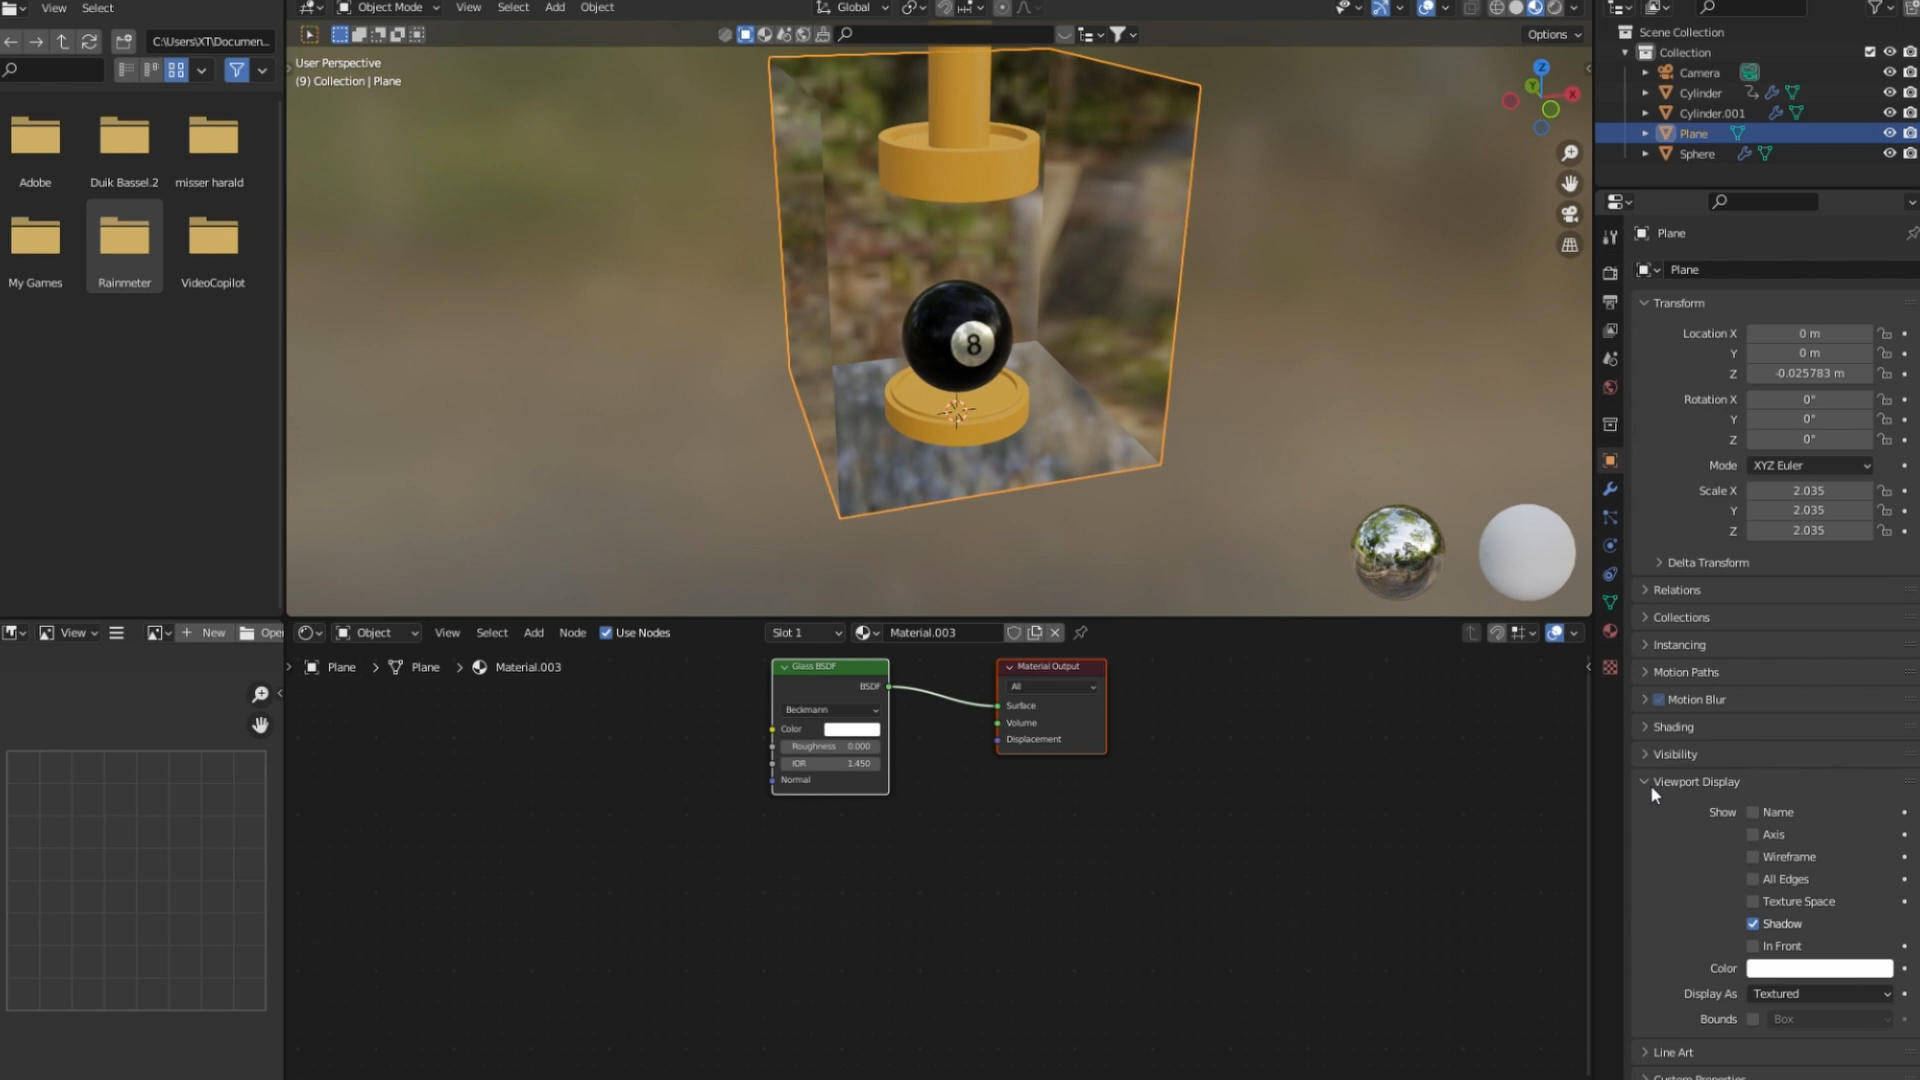 View Select
Object Mode View Select Add Object
Global
C:\Users\XT\Documen...
Options
User Perspective
(9) Collection | Plane
Adobe Duik Bassel.2 misser harald
My Games Rainmeter VideoCopilot
8
Z
Y
X
Scene Collection
Collection
Camera
Cylinder
Cylinder.001
Plane
Sphere
Plane
Plane
Transform
Location X 0 m
Y 0 m
Z -0.025783 m
Rotation X 0°
Y 0°
Z 0°
Mode XYZ Euler
Scale X 2.035
Y 2.035
Z 2.035
Delta Transform
Relations
Collections
Instancing
Motion Paths
Motion Blur
Shading
Visibility
Viewport Display
Show Name
Axis
Wireframe
All Edges
Texture Space
Shadow
In Front
Color
Display As Textured
Bounds Box
Line Art
Custom Properties
View + New Ope
Object View Select Add Node Use Nodes Slot 1 Material.003
Plane > Plane > Material.003
Glass BSDF
BSDF
Beckmann
Color
Roughness 0.000
IOR 1.450
Normal
Material Output
All
Surface
Volume
Displacement